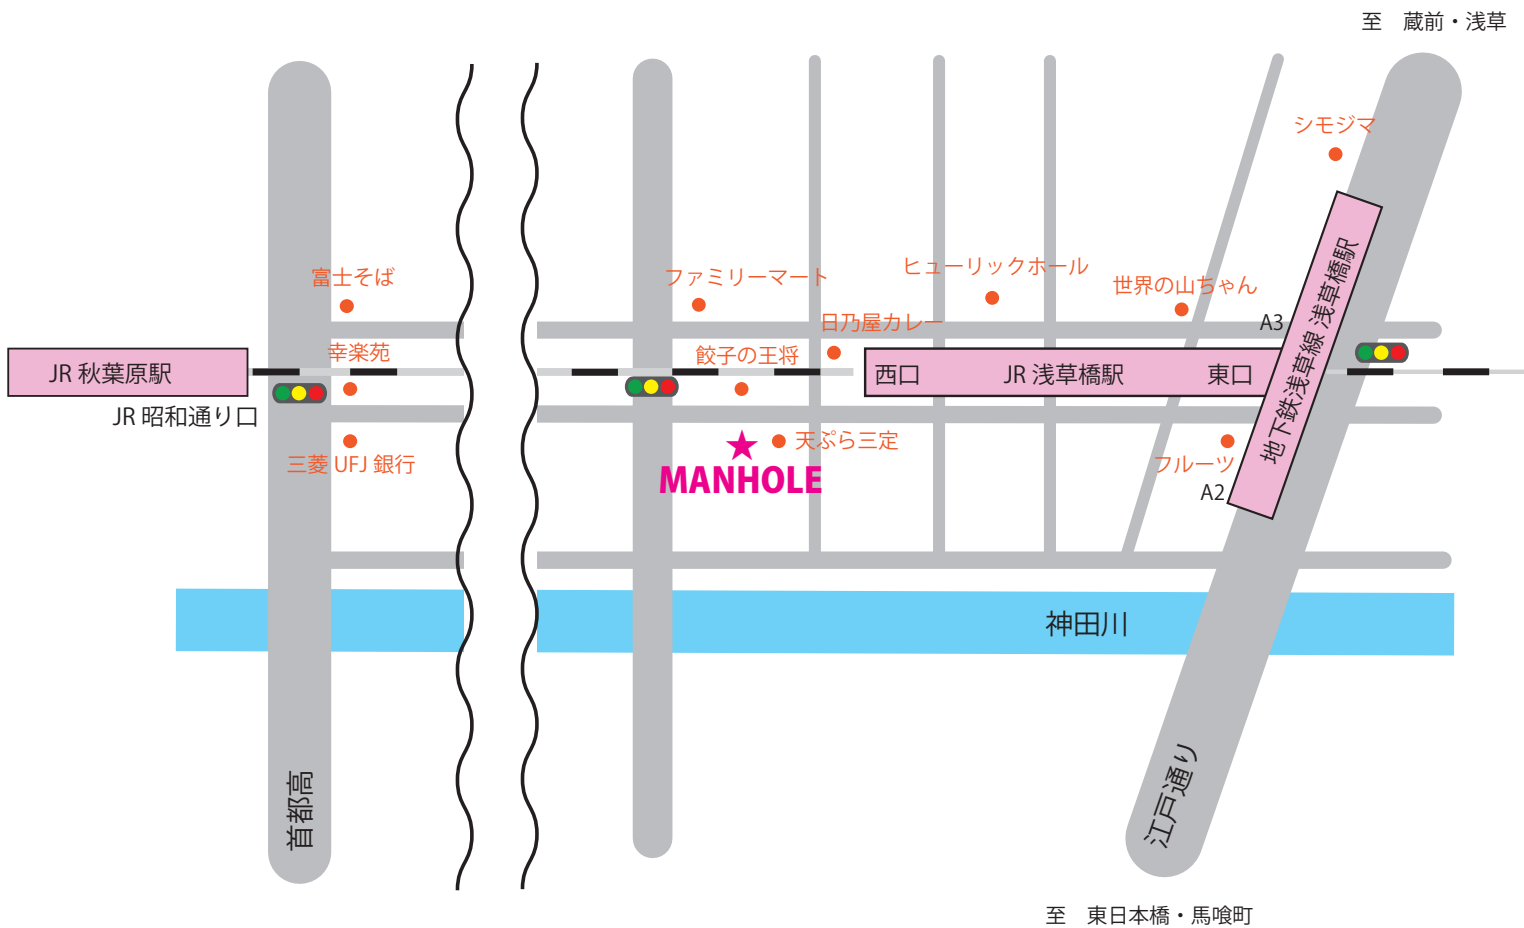 至　蔵前・浅草
シモジマ
富士そば
ファミリーマート
ヒューリックホール
世界の山ちゃん
日乃屋カレー
A3
幸楽苑
餃子の王将
JR 秋葉原駅
西口
JR 浅草橋駅
東口
地下鉄浅草線 浅草橋駅
JR 昭和通り口
三菱 UFJ 銀行
天ぷら三定
MANHOLE
フルーツ
A2
神田川
首都高
江戸通り
至　東日本橋・馬喰町